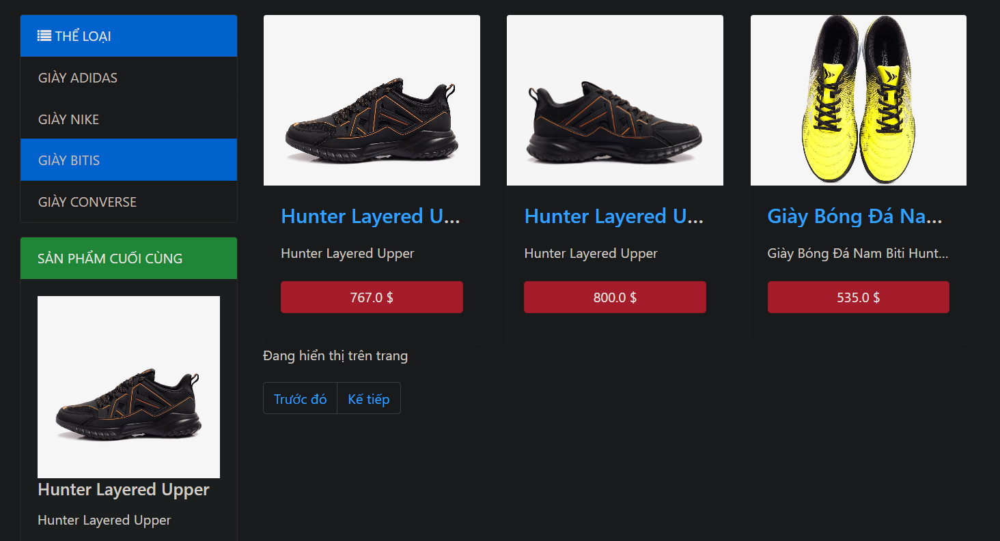 THỂ LOẠI
GIÀY ADIDAS
GIÀY NIKE
GIÀY BITIS
GIÀY CONVERSE
SẢN PHẨM CUỐI CÙNG
Hunter Layered Upper
Hunter Layered Upper
Hunter Layered U...
Hunter Layered Upper
767.0 $
Hunter Layered U...
Hunter Layered Upper
800.0 $
Giày Bóng Đá Na...
Giày Bóng Đá Nam Biti Hunt...
535.0 $
Đang hiển thị trên trang
Trước đó
Kế tiếp